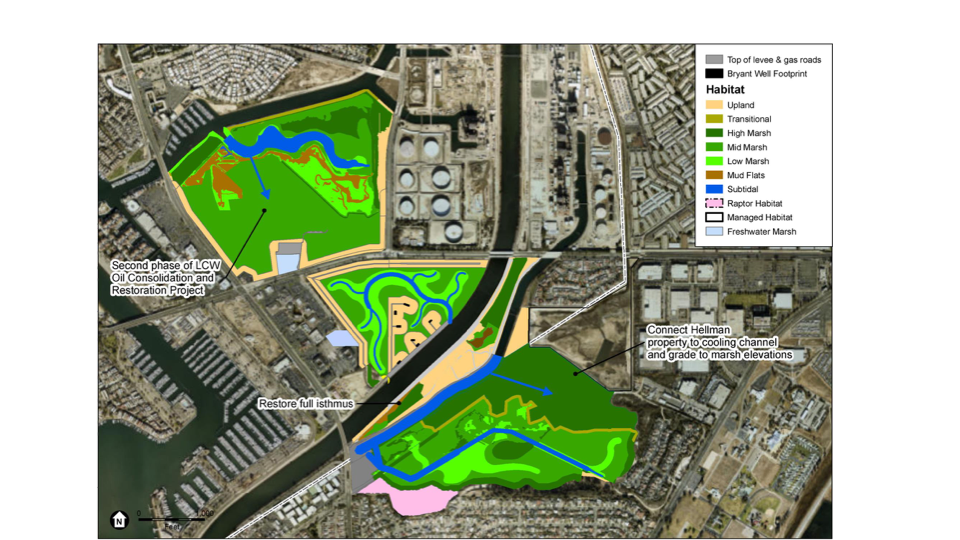 Top of levee & gas roads
Bryant Well Footprint
Habitat
Upland
Transitional
High Marsh
Mid Marsh
Low Marsh
Mud Flats
Subtidal
Raptor Habitat
Managed Habitat
Freshwater Marsh
Second phase of LCW
Oil Consolidation and
Restoration Project
Connect Hellman
property to cooling channel
and grade to marsh elevations
Restore full isthmus
N
0
Feet